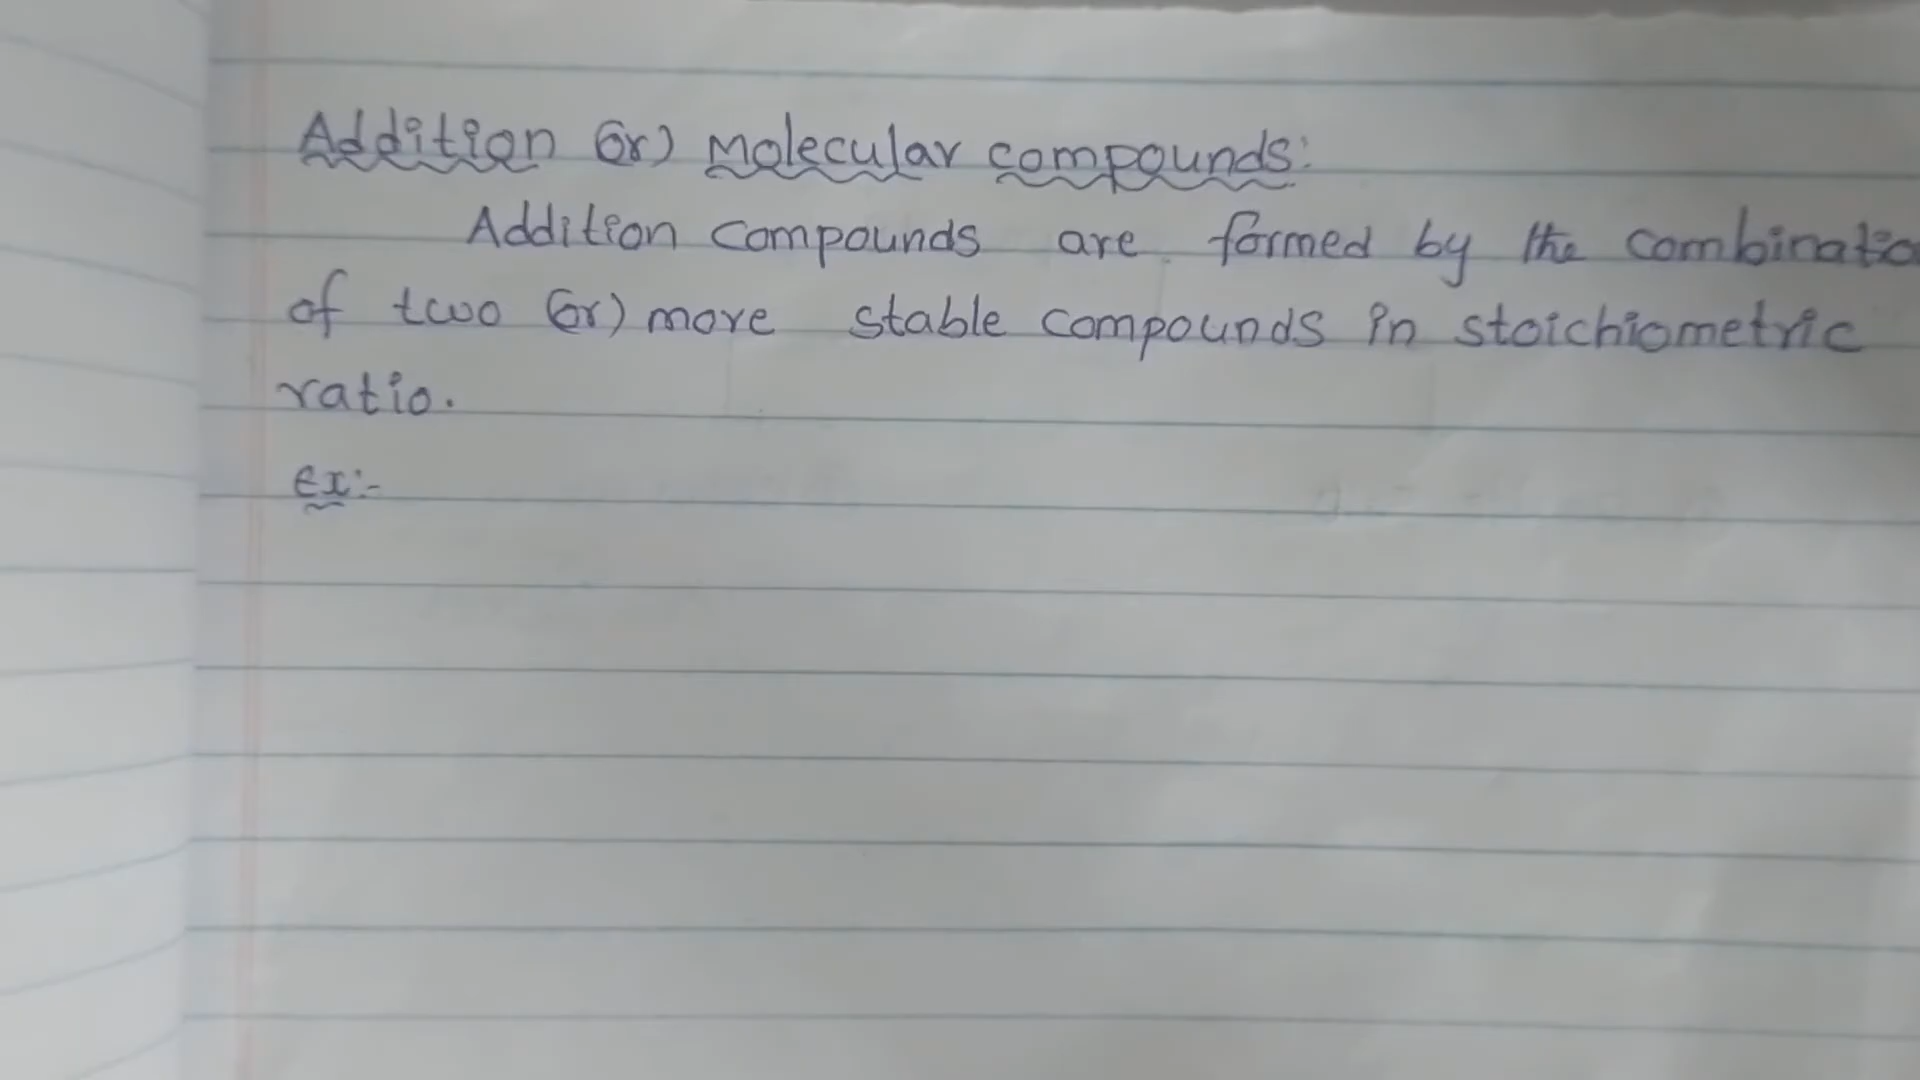 Addition (or) Molecular compounds:
Addition compounds are formed by the combinatio
of two (or) more stable compounds in stoichiometric
ratio.
ex:-